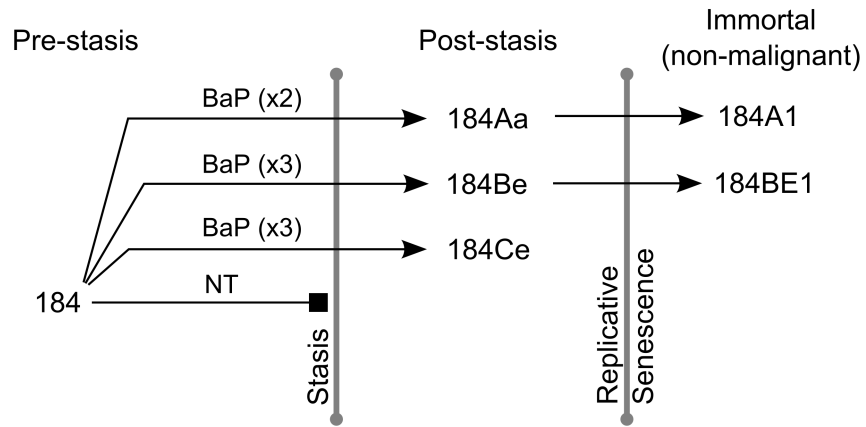 Pre-stasis
Post-stasis
Immortal
(non-malignant)
BaP (x2)
184Aa
184A1
BaP (x3)
184Be
184BE1
BaP (x3)
184Ce
184
NT
Stasis
Replicative
Senescence